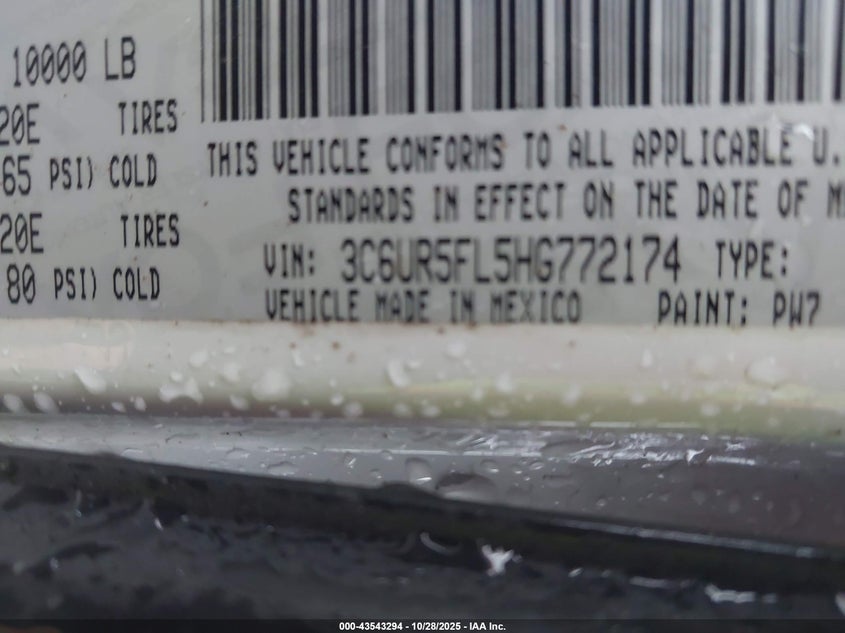 10000 LB
20E TIRES
65 PSI) COLD
20E TIRES
80 PSI) COLD
THIS VEHICLE CONFORMS TO ALL APPLICABLE U.
STANDARDS IN EFFECT ON THE DATE OF M
VIN: 3C6UR5FL5HG772174 TYPE:
VEHICLE MADE IN MEXICO PAINT: PW7
000-43543294 - 10/28/2025 - IAA Inc.